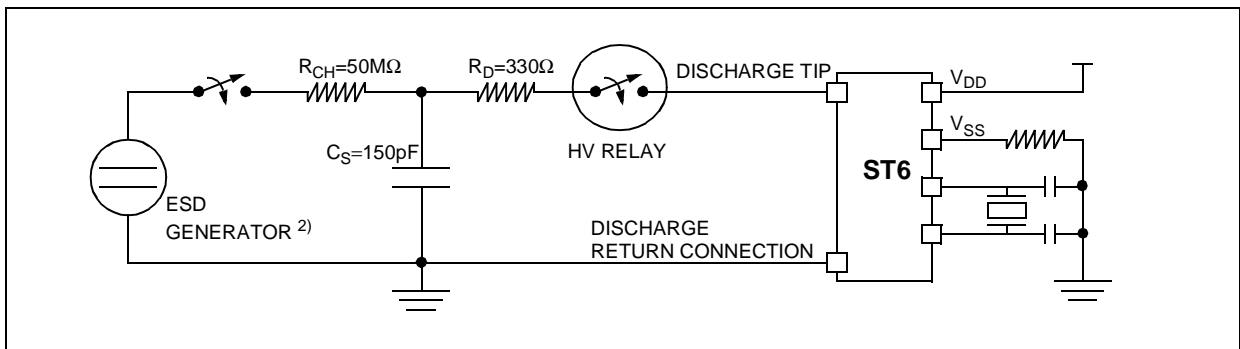 R_CH=50MΩ
R_D=330Ω
DISCHARGE TIP
V_DD
V_SS
C_S=150pF
HV RELAY
ST6
ESD
GENERATOR 2)
DISCHARGE
RETURN CONNECTION